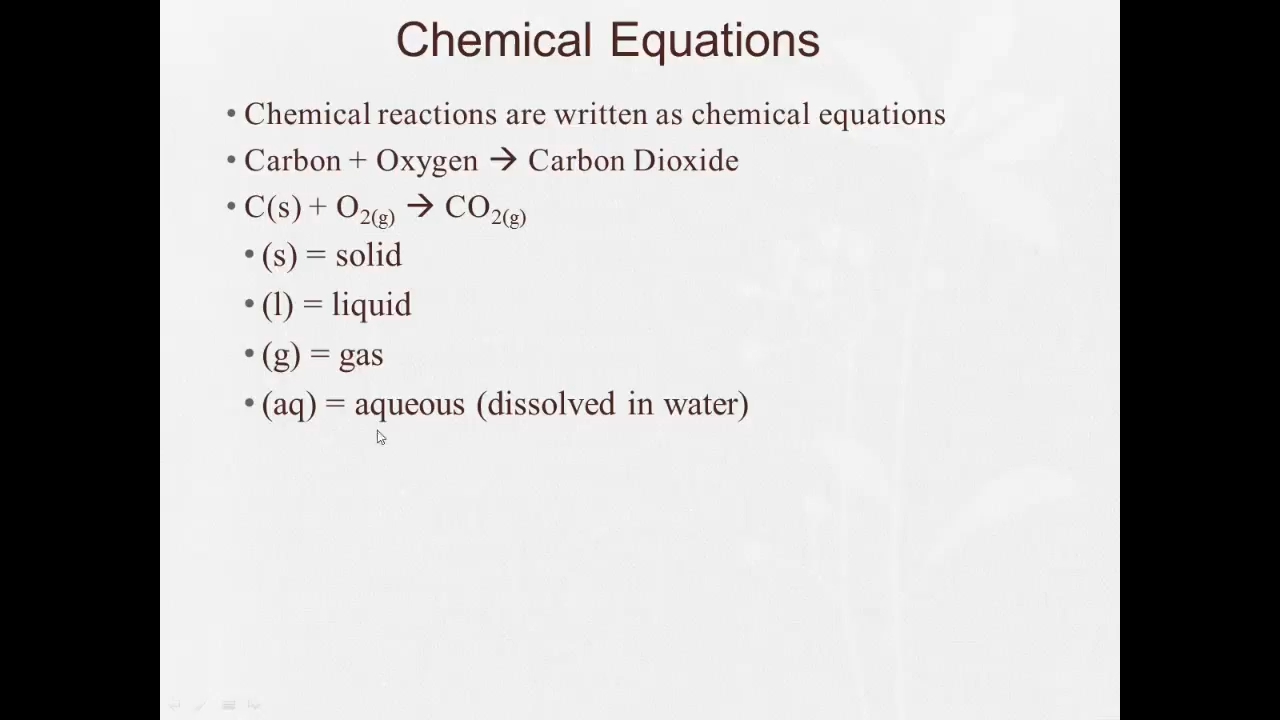 Chemical Equations
• Chemical reactions are written as chemical equations
• Carbon + Oxygen → Carbon Dioxide
• C(s) + O₂₍g₎ → CO₂₍g₎
• (s) = solid
• (l) = liquid
• (g) = gas
• (aq) = aqueous (dissolved in water)